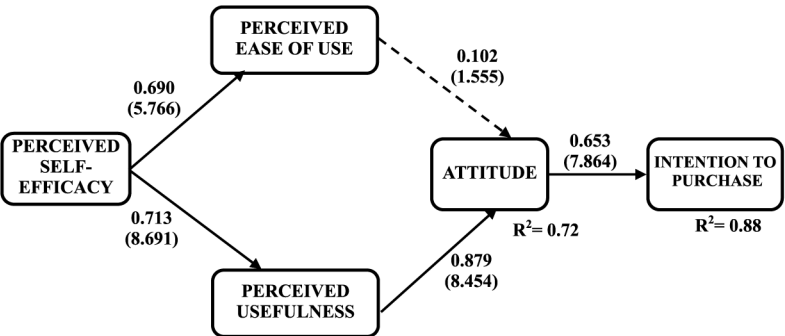 PERCEIVED
EASE OF USE
0.102
(1.555)
0.690
(5.766)
PERCEIVED
SELF-
EFFICACY
ATTITUDE
0.653
(7.864)
INTENTION TO
PURCHASE
R²= 0.72
R²= 0.88
0.713
(8.691)
0.879
(8.454)
PERCEIVED
USEFULNESS